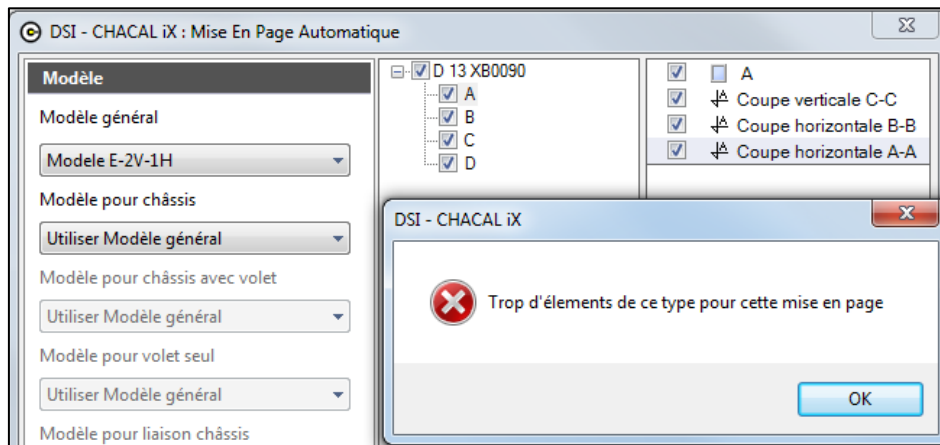 DSI - CHACAL iX : Mise En Page Automatique
Modèle
Modèle général
Modele E-2V-1H
Modèle pour châssis
Utiliser Modèle général
Modèle pour châssis avec volet
Utiliser Modèle général
Modèle pour volet seul
Utiliser Modèle général
Modèle pour liaison châssis
D 13 XB0090
A
B
C
D
A
Coupe verticale C-C
Coupe horizontale B-B
Coupe horizontale A-A
DSI - CHACAL iX
Trop d'élements de ce type pour cette mise en page
OK